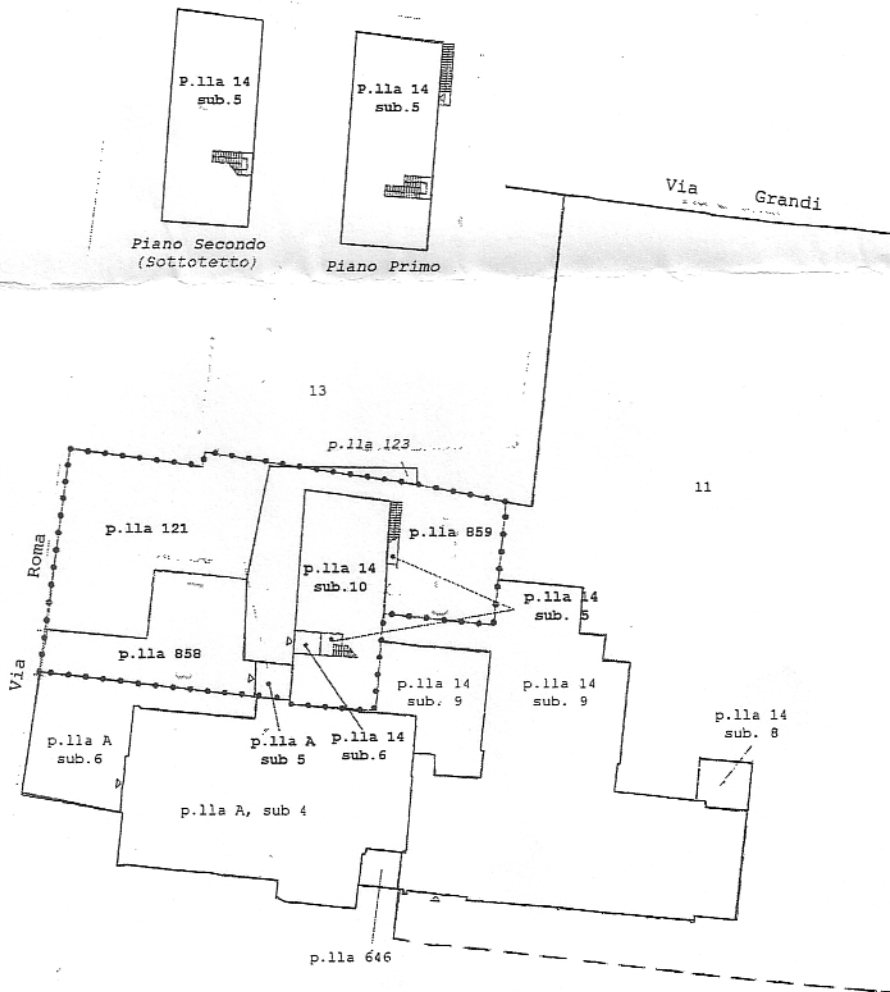 P.lla 14
sub.5
P.lla 14
sub.5
Piano Secondo
(Sottotetto)
Piano Primo
Via Grandi
13
p.lla 123
11
p.lla 121
p.lla 859
Via Roma
p.lla 14
sub.10
p.lla 14
sub. 5
p.lla 858
p.lla 14
sub. 9
p.lla 14
sub. 9
p.lla 14
sub. 8
p.lla A
sub.6
p.lla A
sub 5
p.lla 14
sub.6
p.lla A, sub 4
p.lla 646